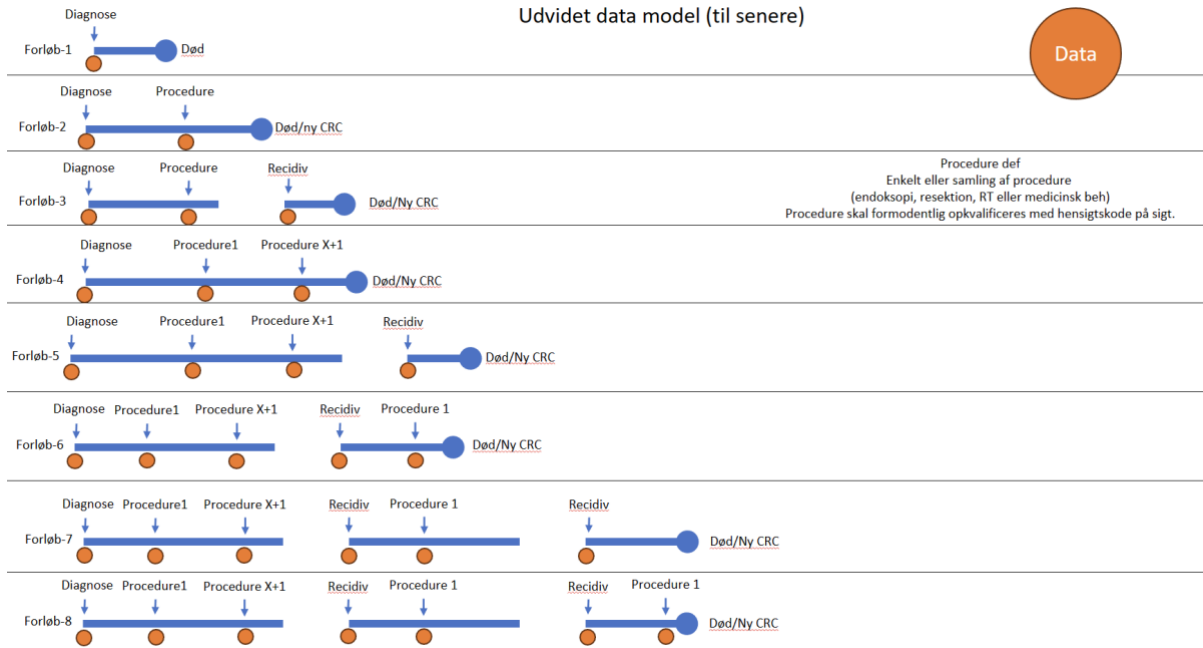 Udvidet data model (til senere)
Data
Diagnose
Forløb-1
Død
Diagnose Procedure
Forløb-2
Død/ny CRC
Diagnose Procedure Recidiv
Forløb-3
Død/Ny CRC
Procedure def
Enkelt eller samling af procedure
(endoksopi, resektion, RT eller medicinsk beh)
Procedure skal formodentlig opkvalificeres med hensigtskode på sigt.
Diagnose Procedure1 Procedure X+1
Forløb-4
Død/Ny CRC
Diagnose Procedure1 Procedure X+1 Recidiv
Forløb-5
Død/Ny CRC
Diagnose Procedure1 Procedure X+1 Recidiv Procedure 1
Forløb-6
Død/Ny CRC
Diagnose Procedure1 Procedure X+1 Recidiv Procedure 1 Recidiv
Forløb-7
Død/Ny CRC
Diagnose Procedure1 Procedure X+1 Recidiv Procedure 1 Recidiv Procedure 1
Forløb-8
Død/Ny CRC